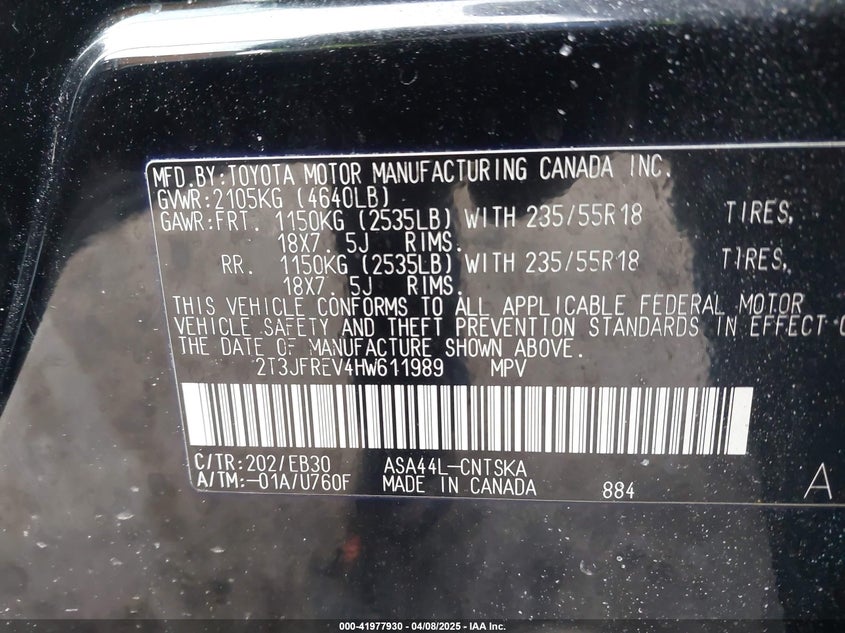 MFD.BY:TOYOTA MOTOR MANUFACTURING CANADA INC.
GVWR:2105KG (4640LB)
GAWR:FRT. 1150KG (2535LB) WITH 235/55R18 TIRES,
18X7. 5J RIMS.
RR. 1150KG (2535LB) WITH 235/55R18 TIRES,
18X7. 5J RIMS.
THIS VEHICLE CONFORMS TO ALL APPLICABLE FEDERAL MOTOR
VEHICLE SAFETY AND THEFT PREVENTION STANDARDS IN EFFECT
THE DATE OF MANUFACTURE SHOWN ABOVE.
2T3JFREV4HW611989 MPV
C/TR:202/EB30 ASA44L-CNTSKA
A/TM:-01A/U760F MADE IN CANADA 884 A
000-41977930 - 04/08/2025 - IAA Inc.